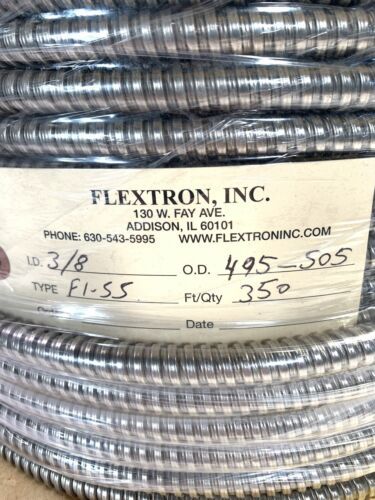 FLEXTRON, INC.
130 W. FAY AVE.
ADDISON, IL 60101
PHONE: 630-543-5995 WWW.FLEXTRONINC.COM
I.D. 3/8 O.D. 495-505
TYPE F1-SS Ft/Qty 350
Date